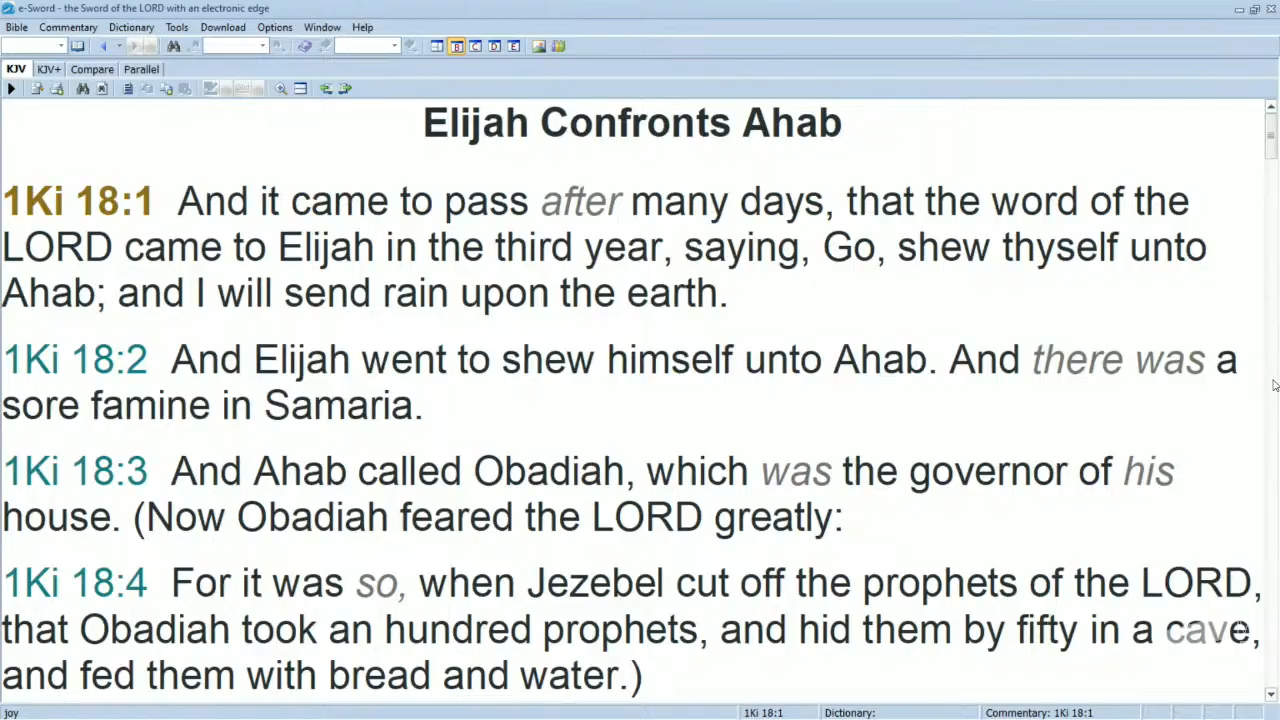 e-Sword - the Sword of the LORD with an electronic edge
Bible Commentary Dictionary Tools Download Options Window Help
B C D E
KJV KJV+ Compare Parallel
Elijah Confronts Ahab
1Ki 18:1 And it came to pass after many days, that the word of the
LORD came to Elijah in the third year, saying, Go, shew thyself unto
Ahab; and I will send rain upon the earth.
1Ki 18:2 And Elijah went to shew himself unto Ahab. And there was a
sore famine in Samaria.
1Ki 18:3 And Ahab called Obadiah, which was the governor of his
house. (Now Obadiah feared the LORD greatly:
1Ki 18:4 For it was so, when Jezebel cut off the prophets of the LORD,
that Obadiah took an hundred prophets, and hid them by fifty in a cave,
and fed them with bread and water.)
joy 1Ki 18:1 Dictionary: Commentary: 1Ki 18:1